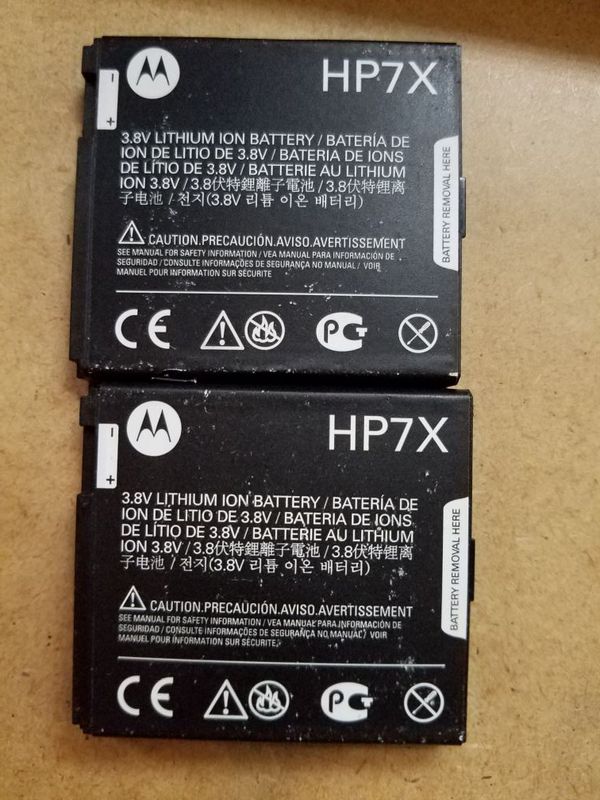 HP7X
-
+
3.8V LITHIUM ION BATTERY / BATERÍA DE
ION DE LITIO DE 3.8V / BATERIA DE IONS
DE LÍTIO DE 3.8V / BATTERIE AU LITHIUM
ION 3.8V / 3.8伏特鋰離子電池 / 3.8伏特锂离
子电池 / 전지(3.8V 리튬 이온 배터리)
BATTERY REMOVAL HERE
CAUTION.PRECAUCIÓN.AVISO.AVERTISSEMENT
SEE MANUAL FOR SAFETY INFORMATION / VEA MANUAL PARA INFORMACIÓN DE
SEGURIDAD / CONSULTE INFORMAÇÕES DE SEGURANÇA NO MANUAL / VOIR
MANUEL POUR INFORMATION SUR SÉCURITE
CE
HP7X
-
+
3.8V LITHIUM ION BATTERY / BATERÍA DE
ION DE LITIO DE 3.8V / BATERIA DE IONS
DE LÍTIO DE 3.8V / BATTERIE AU LITHIUM
ION 3.8V / 3.8伏特鋰離子電池 / 3.8伏特锂离
子电池 / 전지(3.8V 리튬 이온 배터리)
BATTERY REMOVAL HERE
CAUTION.PRECAUCIÓN.AVISO.AVERTISSEMENT
SEE MANUAL FOR SAFETY INFORMATION / VEA MANUAL PARA INFORMACIÓN DE
SEGURIDAD / CONSULTE INFORMAÇÕES DE SEGURANÇA NO MANUAL / VOIR
MANUEL POUR INFORMATION SUR SÉCURITE
CE